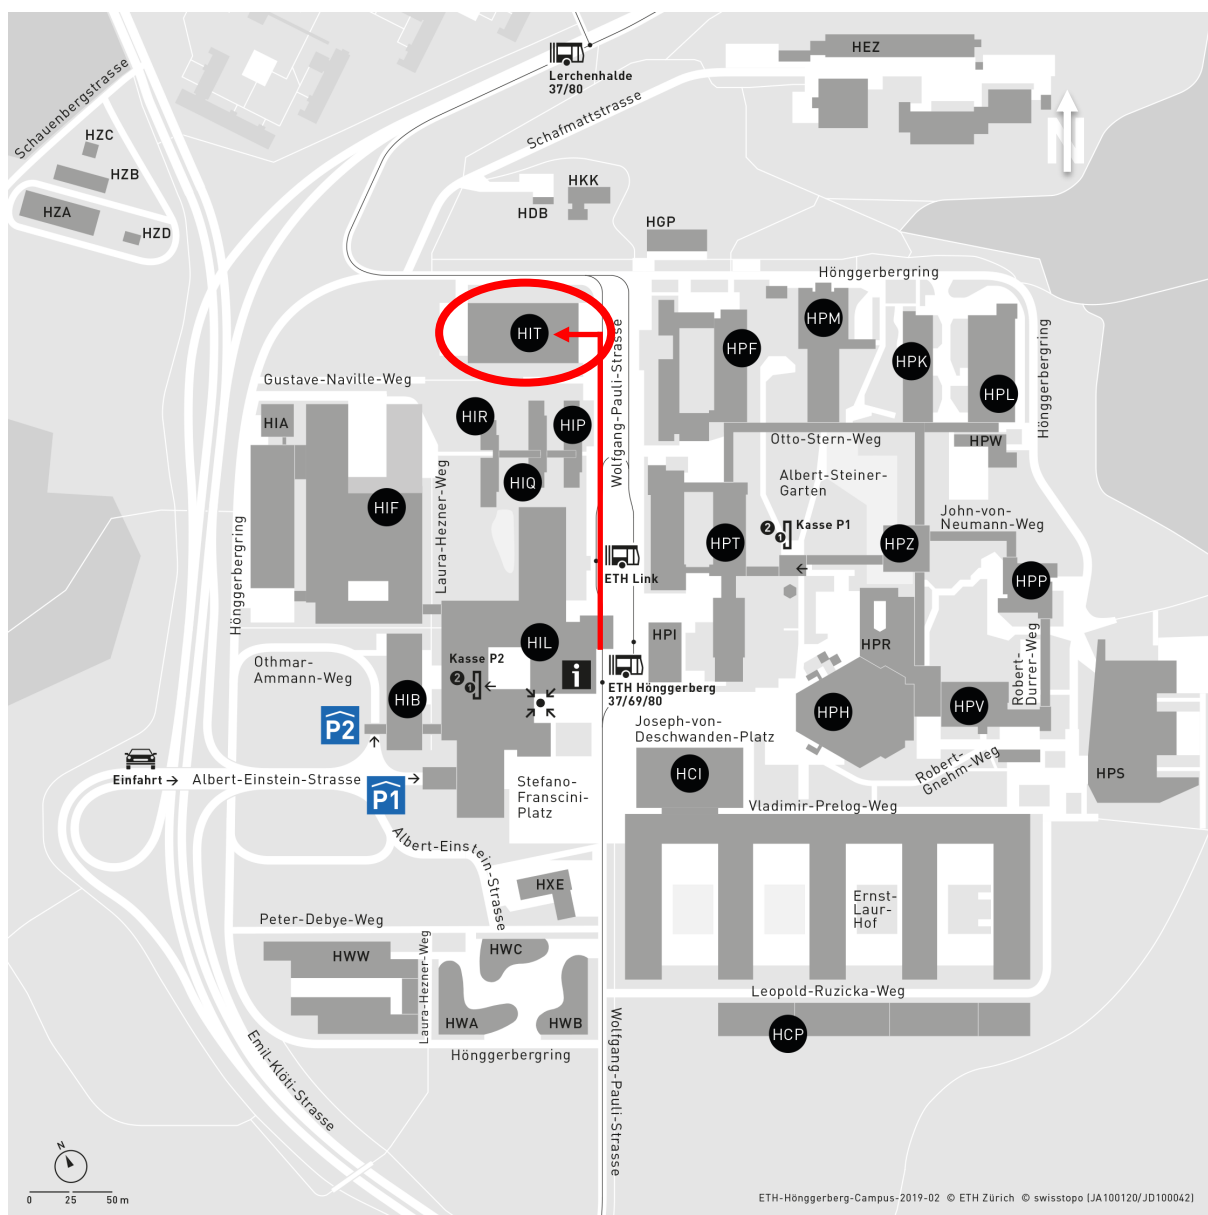 Lerchenhalde
37/80
HEZ
Schauenbergstrasse
Schafmattstrasse
N
HZC
HZB
HZA
HZD
HKK
HDB
HGP
Hönggerbergring
HIT
Wolfgang-Pauli-Strasse
HPF
HPM
HPK
HPL
Hönggerbergring
Gustave-Naville-Weg
HIA
HIR
HIP
HIQ
HIF
Laura-Hezner-Weg
Hönggerbergring
Otto-Stern-Weg
HPW
Albert-Steiner-
Garten
2
1
Kasse P1
John-von-
Neumann-Weg
HPT
HPZ
HPP
ETH Link
HIL
HPI
HPR
Othmar-
Ammann-Weg
Kasse P2
2
1
i
HIB
ETH Hönggerberg
37/69/80
HPH
HPV
Robert-
Durrer-Weg
P2
Joseph-von-
Deschwanden-Platz
Robert-
Gnehm-Weg
HPS
Einfahrt
Albert-Einstein-Strasse
P1
HCI
Stefano-
Franscini-
Platz
Vladimir-Prelog-Weg
Albert-Einstein-Strasse
HXE
Ernst-
Laur-
Hof
Peter-Debye-Weg
HWW
Laura-Hezner-Weg
HWC
HWA
HWB
Leopold-Ruzicka-Weg
HCP
Hönggerbergring
Emil-Klöti-Strasse
Wolfgang-Pauli-Strasse
N
0 25 50 m
ETH-Hönggerberg-Campus-2019-02 © ETH Zürich © swisstopo (JA100120/JD100042)